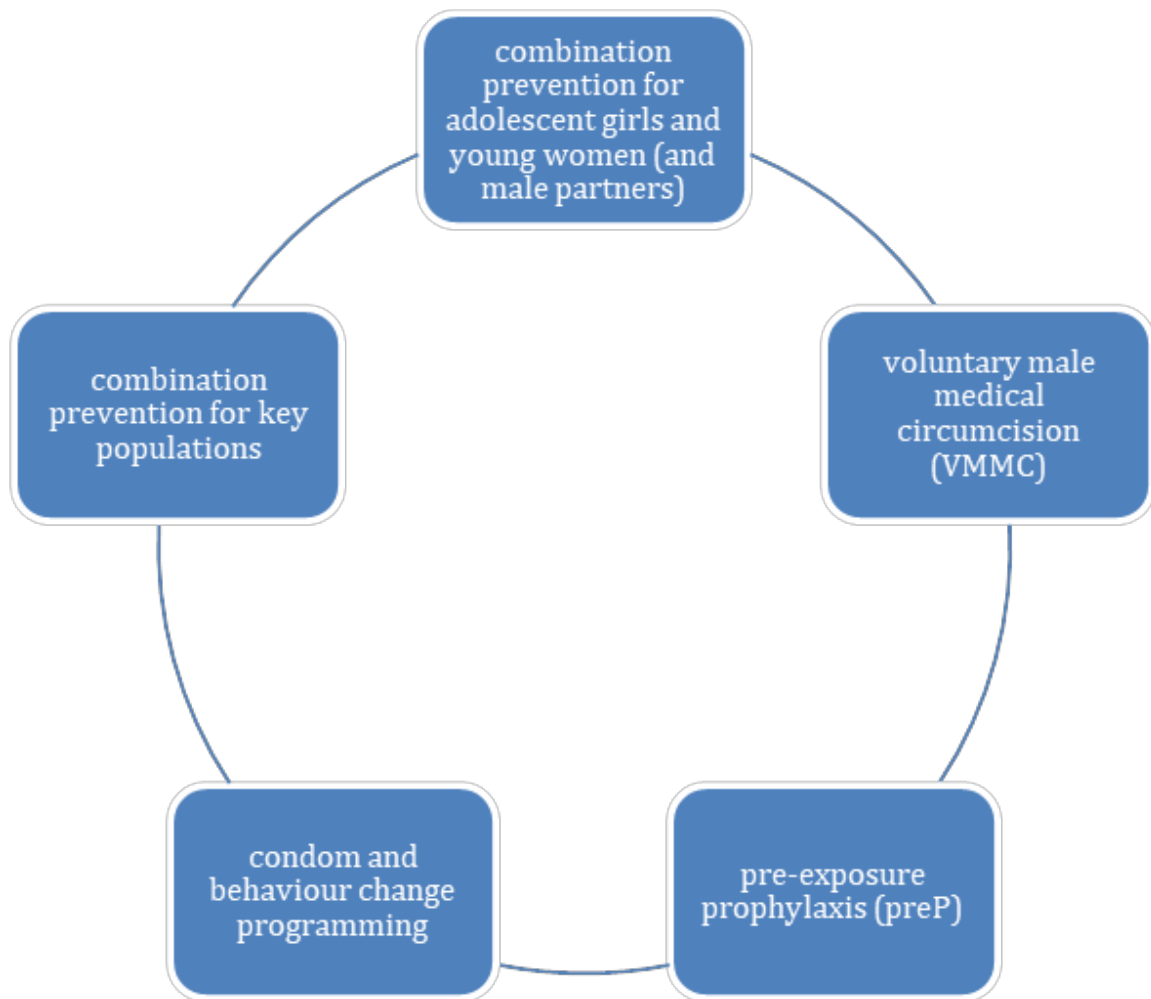 combination
prevention for
adolescent girls and
young women (and
male partners)
voluntary male
medical
circumcision
(VMMC)
pre-exposure
prophylaxis (preP)
condom and
behaviour change
programming
combination
prevention for key
populations